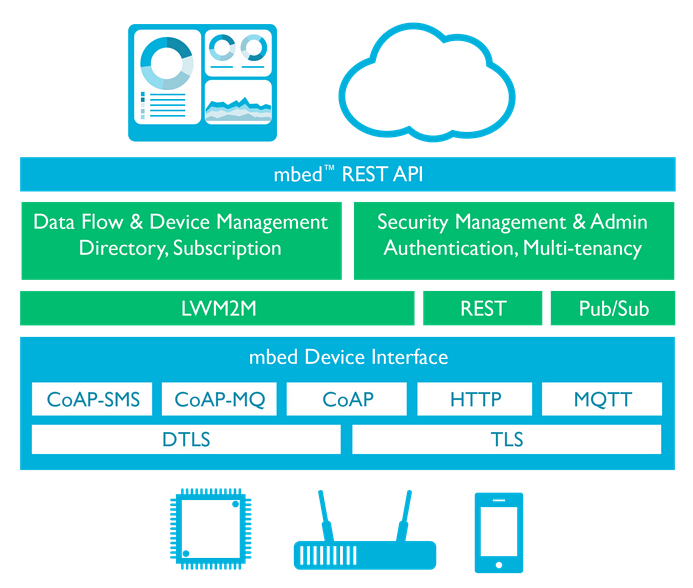 mbed™ REST API
Data Flow & Device Management
Directory, Subscription
Security Management & Admin
Authentication, Multi-tenancy
LWM2M
REST
Pub/Sub
mbed Device Interface
CoAP-SMS
CoAP-MQ
CoAP
HTTP
MQTT
DTLS
TLS